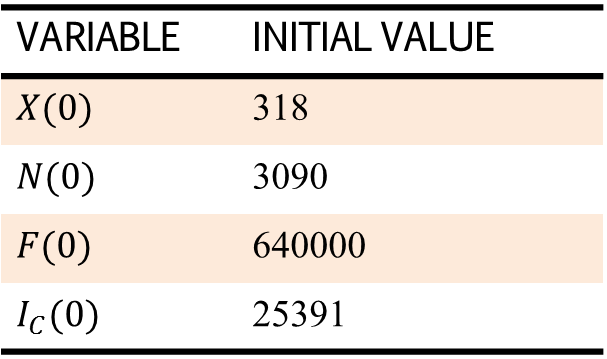 VARIABLE INITIAL VALUE
X(0) 318
N(0) 3090
F(0) 640000
I_C(0) 25391